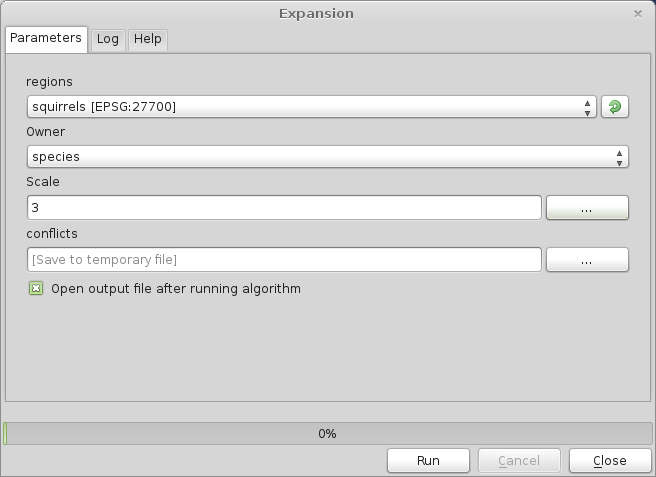 Expansion
Parameters Log Help
regions
squirrels [EPSG:27700]
Owner
species
Scale
3 ...
conflicts
[Save to temporary file] ...
Open output file after running algorithm
0%
Run Cancel Close